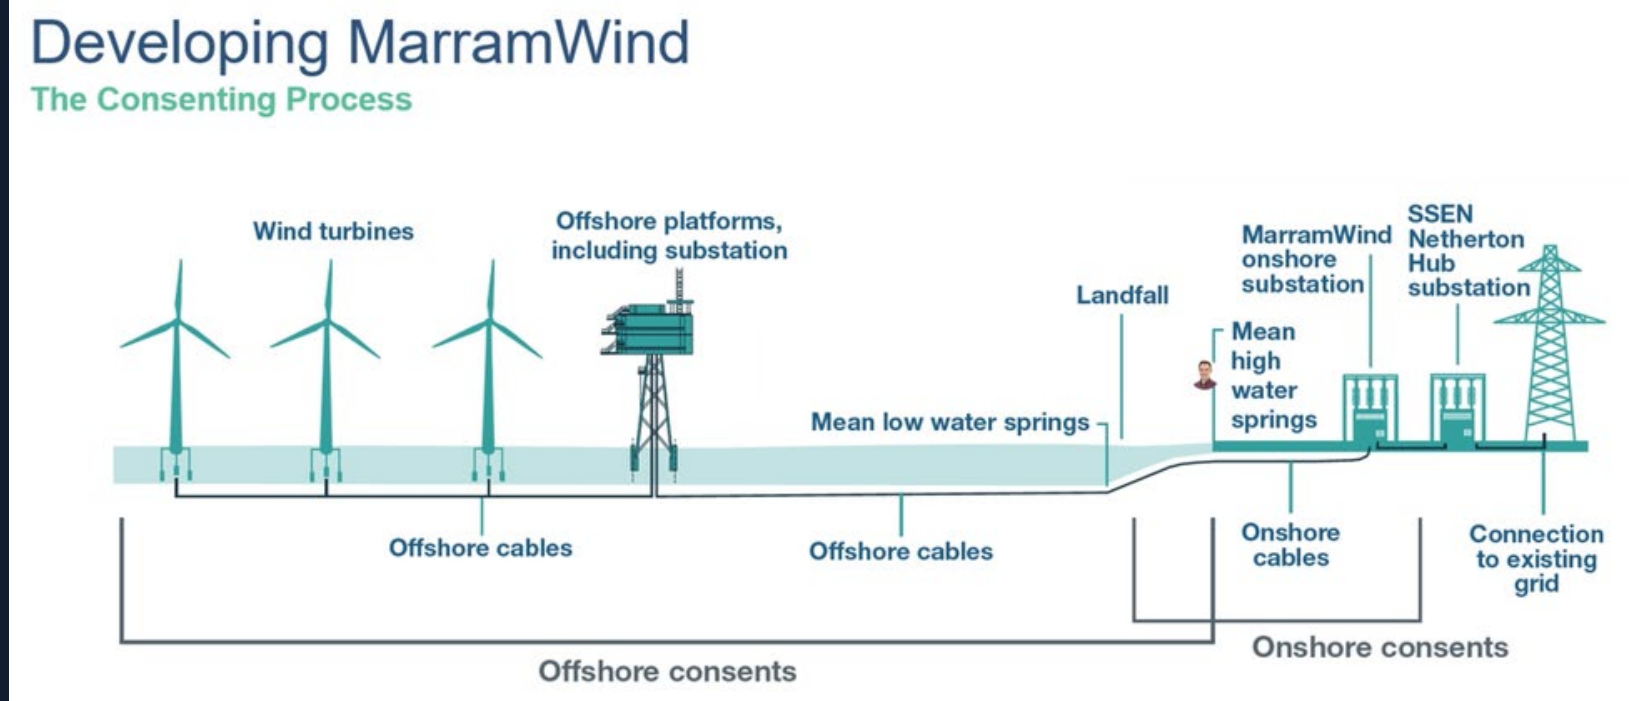 Developing MarramWind
The Consenting Process
Wind turbines
Offshore platforms,
including substation
Landfall
Mean low water springs
Mean
high
water
springs
MarramWind
onshore
substation
SSEN
Netherton
Hub
substation
Offshore cables
Offshore cables
Onshore
cables
Connection
to existing
grid
Offshore consents
Onshore consents